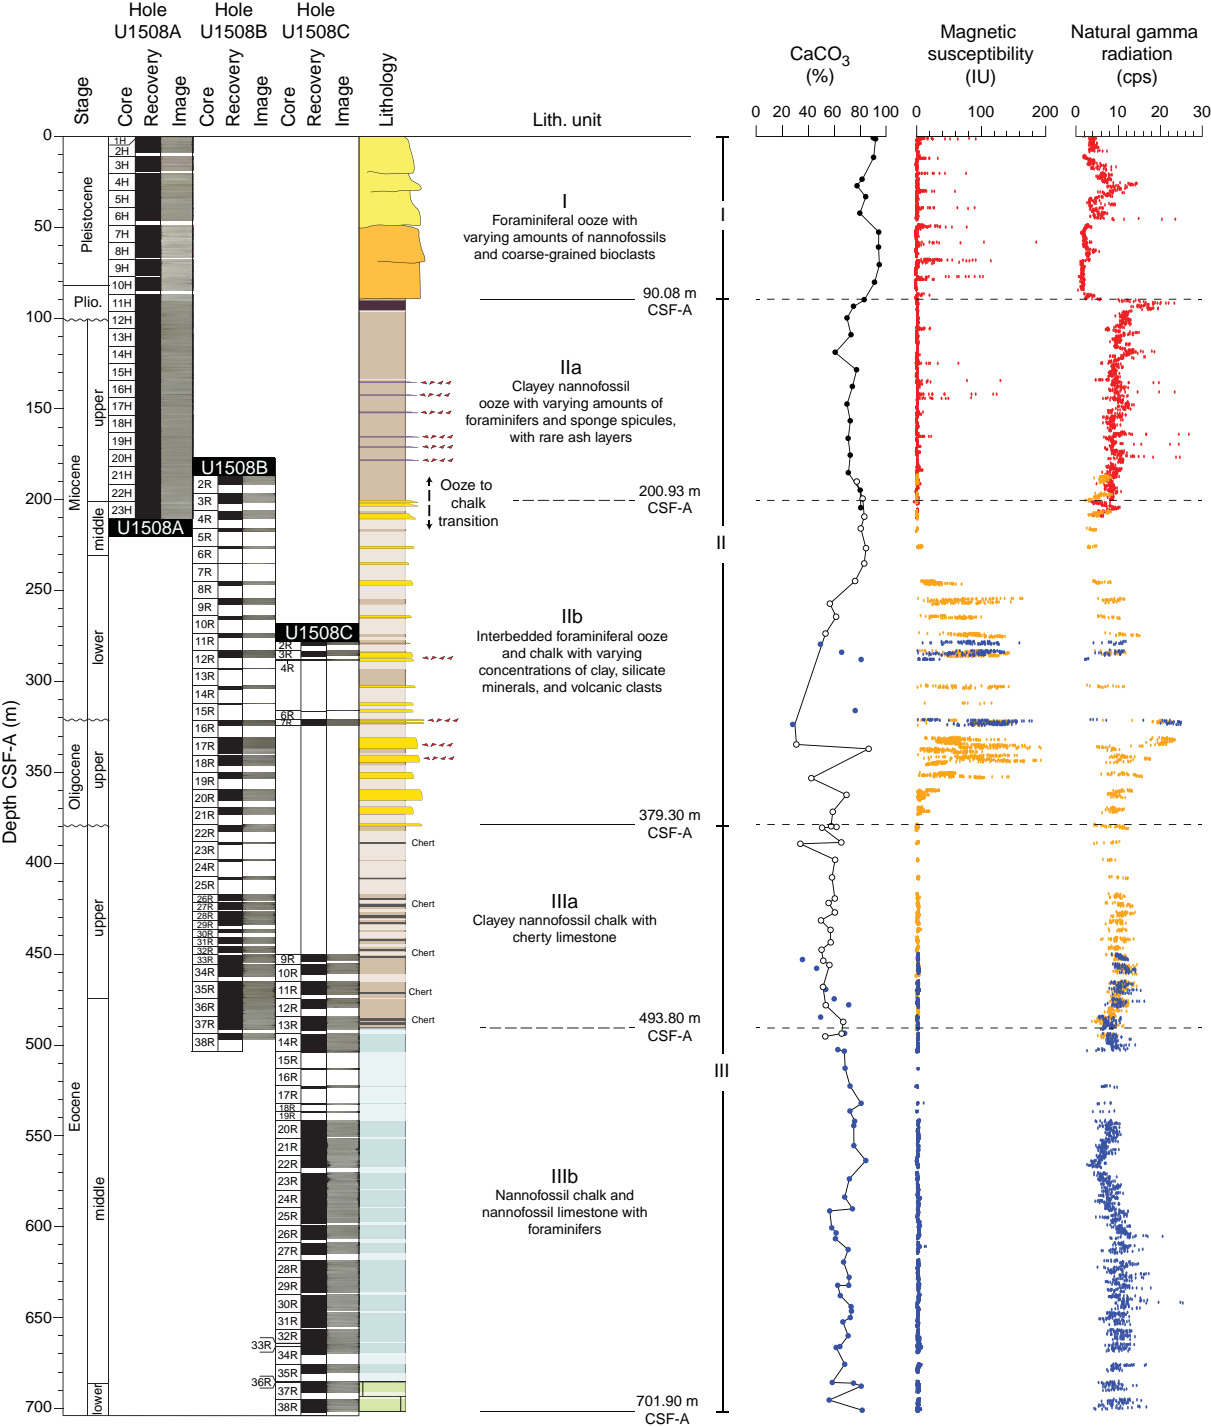 Hole
U1508A
Hole
U1508B
Hole
U1508C
Stage
Core
Recovery
Image
Core
Recovery
Image
Core
Recovery
Image
Lithology
Lith. unit
CaCO3
(%)
Magnetic
susceptibility
(IU)
Natural gamma
radiation
(cps)
0 20 40 60 80 100
0 100 200
0 10 20 30
Depth CSF-A (m)
0
50
100
150
200
250
300
350
400
450
500
550
600
650
700
Pleistocene
Plio.
Miocene
upper
middle
lower
Oligocene
upper
Eocene
upper
middle
lower
1H
2H
3H
4H
5H
6H
7H
8H
9H
10H
11H
12H
13H
14H
15H
16H
17H
18H
19H
20H
21H
22H
23H
U1508A
U1508B
2R
3R
4R
5R
6R
7R
8R
9R
10R
11R
12R
13R
14R
15R
16R
17R
18R
19R
20R
21R
22R
23R
24R
25R
26R
27R
28R
29R
30R
31R
32R
33R
34R
35R
36R
37R
38R
U1508C
2R
3R
4R
6R
7R
9R
10R
11R
12R
13R
14R
15R
16R
17R
18R
19R
20R
21R
22R
23R
24R
25R
26R
27R
28R
29R
30R
31R
32R
33R
34R
35R
36R
37R
38R
I
Foraminiferal ooze with
varying amounts of nannofossils
and coarse-grained bioclasts
90.08 m
CSF-A
IIa
Clayey nannofossil
ooze with varying amounts of
foraminifers and sponge spicules,
with rare ash layers
Ooze to
chalk
transition
200.93 m
CSF-A
IIb
Interbedded foraminiferal ooze
and chalk with varying
concentrations of clay, silicate
minerals, and volcanic clasts
379.30 m
CSF-A
Chert
Chert
Chert
Chert
Chert
IIIa
Clayey nannofossil chalk with
cherty limestone
493.80 m
CSF-A
IIIb
Nannofossil chalk and
nannofossil limestone with
foraminifers
701.90 m
CSF-A
I
II
III